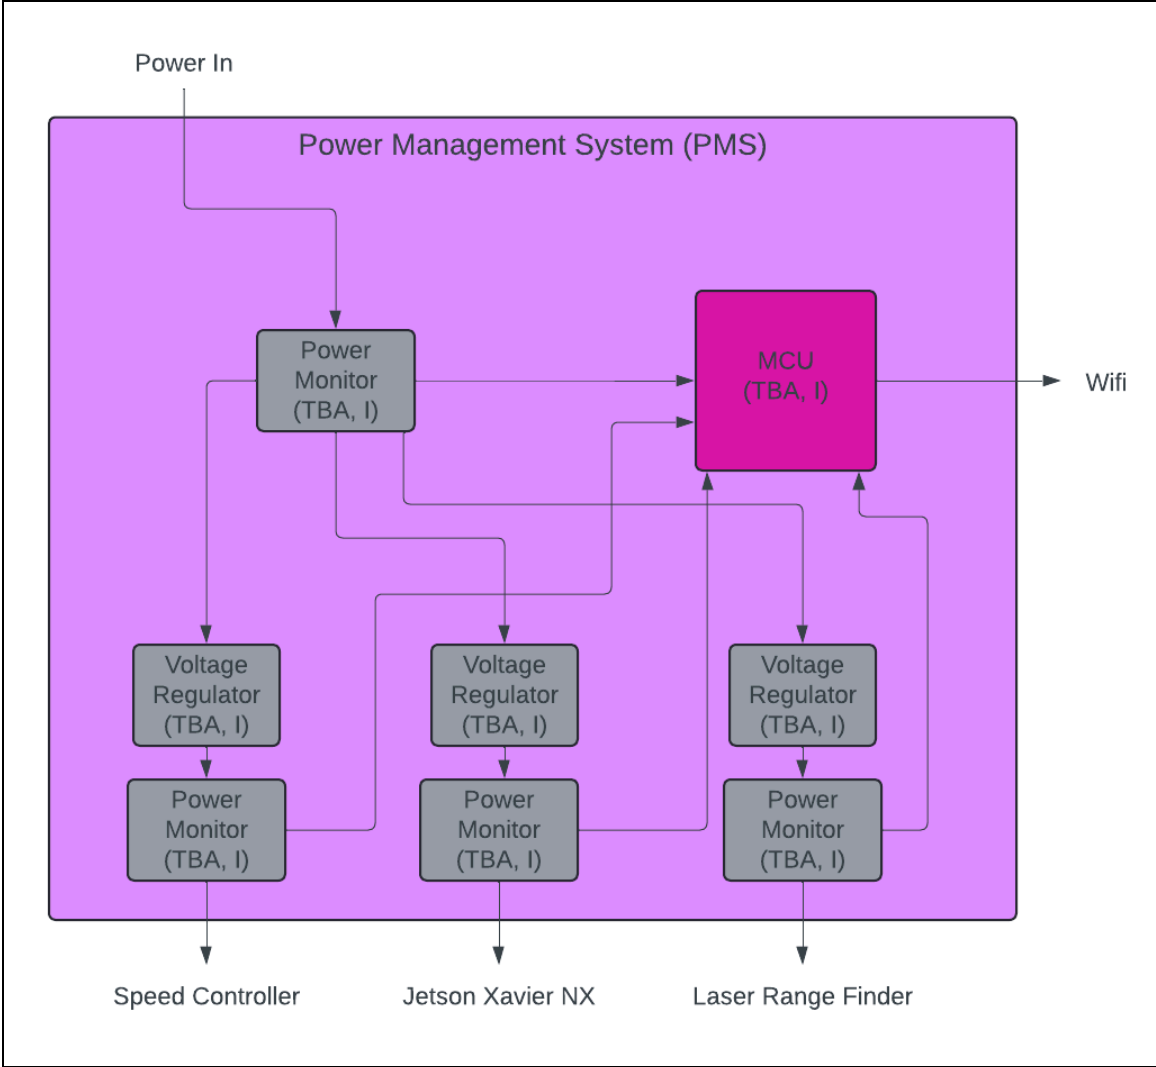 Power In
Power Management System (PMS)
Power
Monitor
(TBA, I)
MCU
(TBA, I)
Wifi
Voltage
Regulator
(TBA, I)
Voltage
Regulator
(TBA, I)
Voltage
Regulator
(TBA, I)
Power
Monitor
(TBA, I)
Power
Monitor
(TBA, I)
Power
Monitor
(TBA, I)
Speed Controller
Jetson Xavier NX
Laser Range Finder